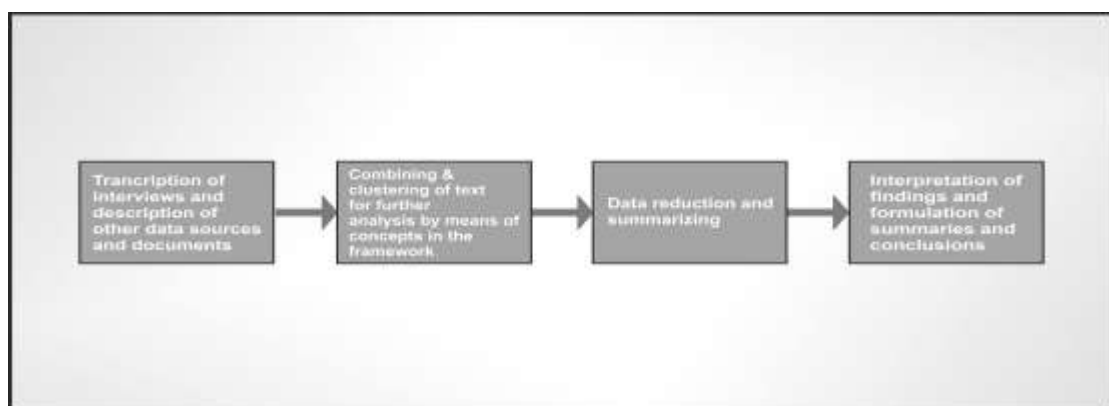 Trancription of
interviews and
description of
other data sources
and documents
Combining &
clustering of text
for further
analysis by means of
concepts in the
framework.
Data reduction and
summarizing
Interpretation of
findings and
formulation of
summaries and
conclusions